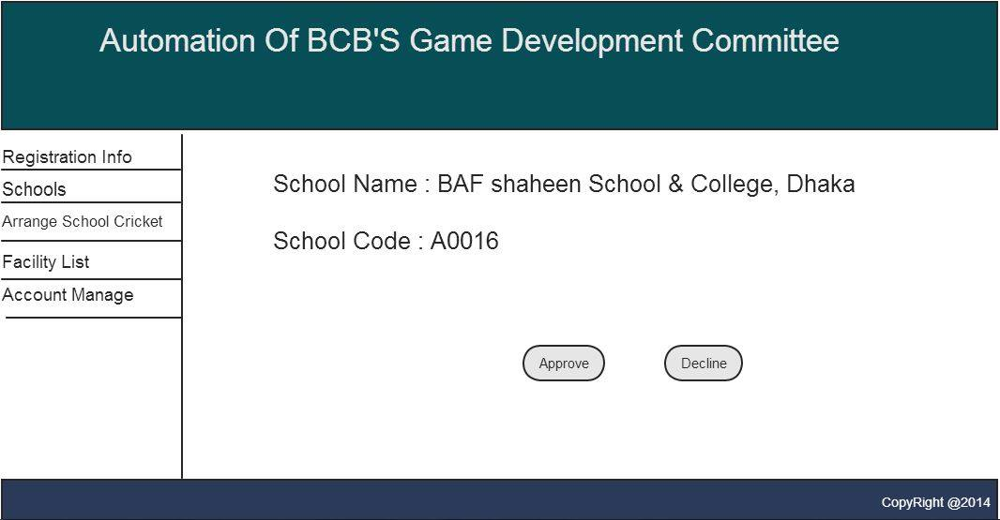 Automation Of BCB'S Game Development Committee
Registration Info
Schools
Arrange School Cricket
Facility List
Account Manage
School Name : BAF shaheen School & College, Dhaka
School Code : A0016
Approve
Decline
CopyRight @2014